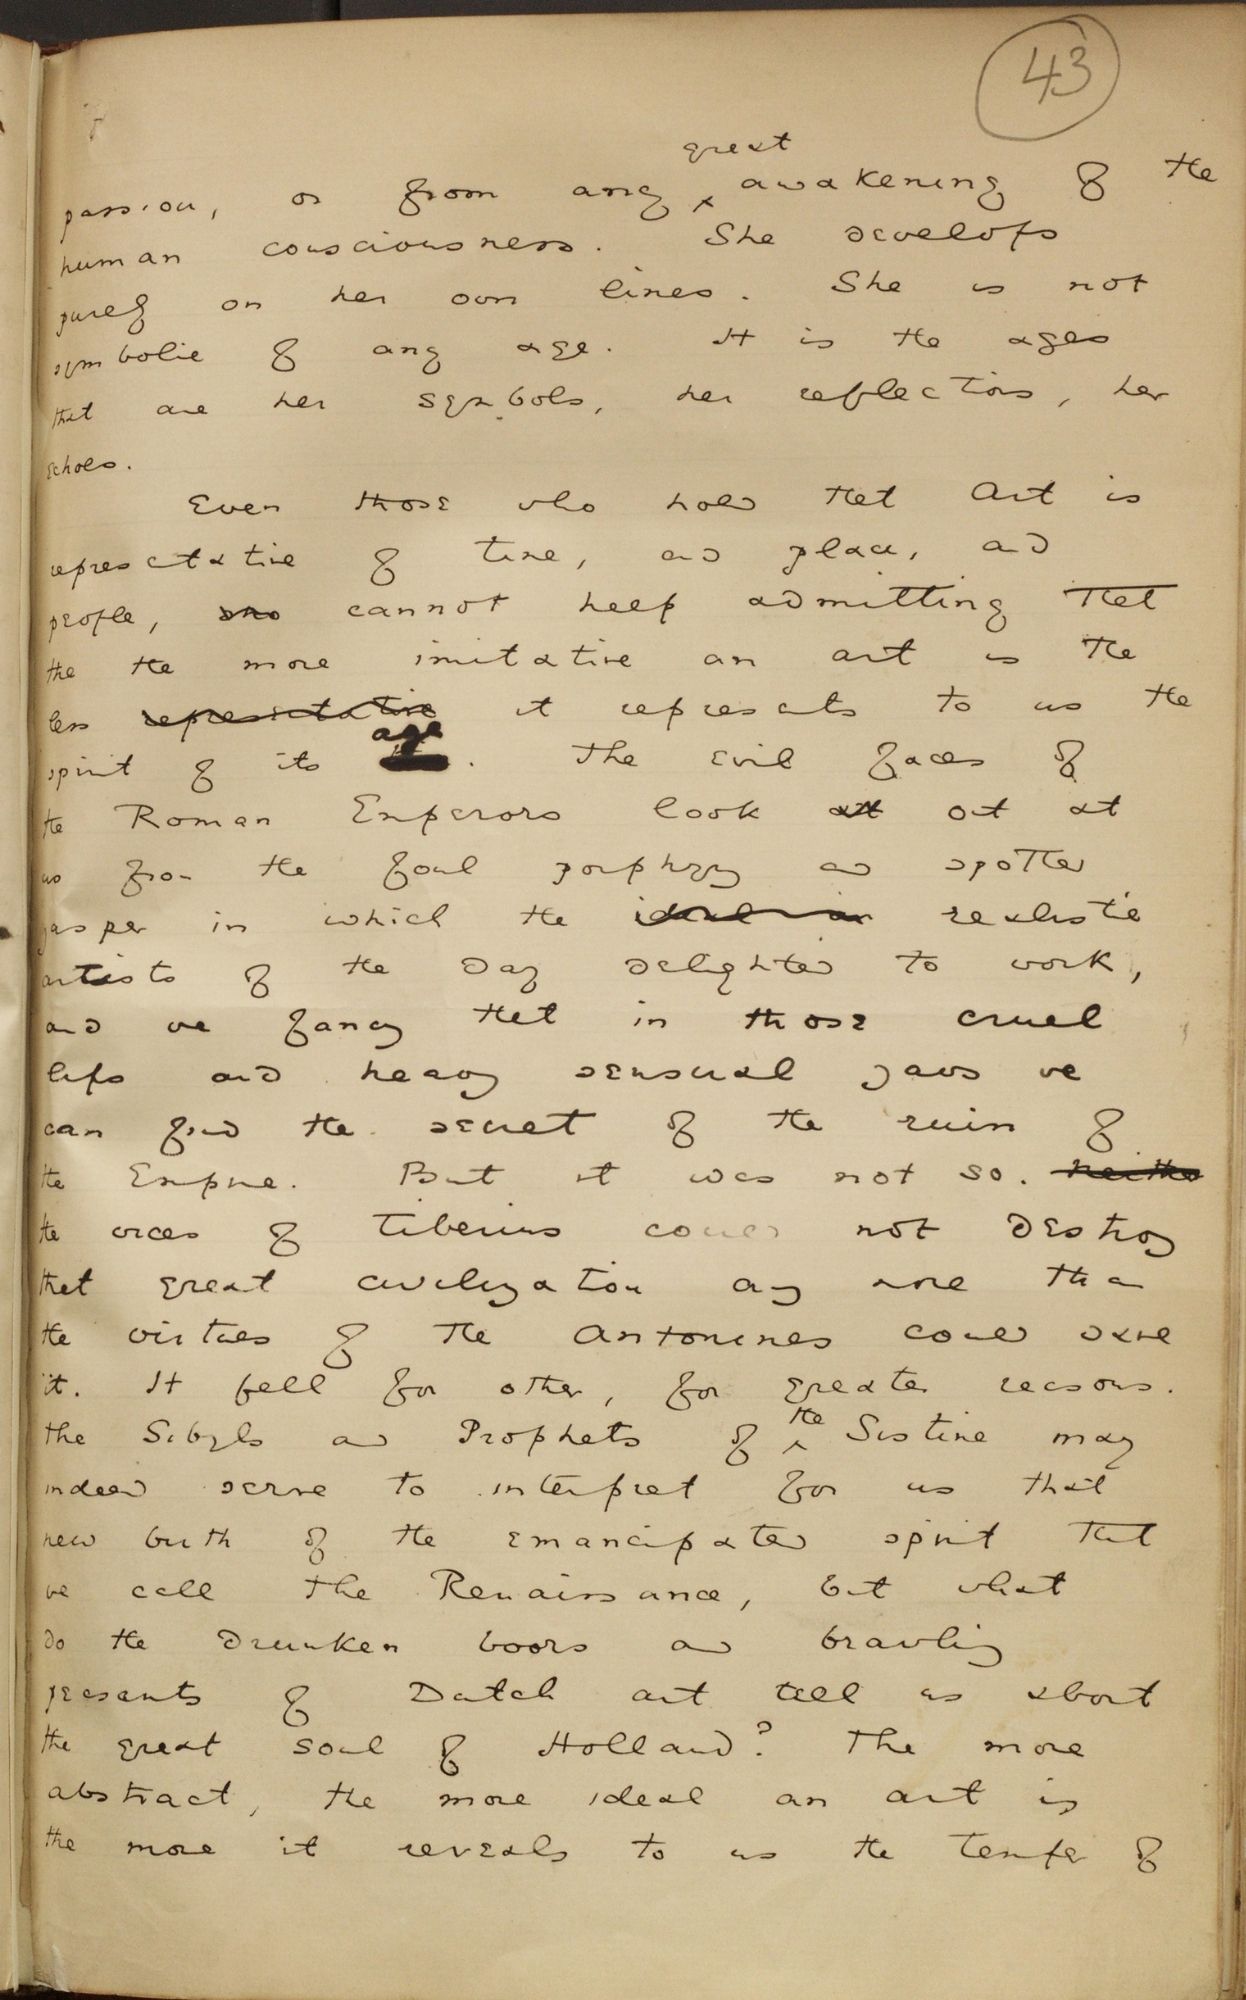 43
great
passion, or from any ^ awakening of the
human consciousness. She develops
purely on her own lines. She is not
symbolic of any age. It is the ages
that are her symbols, her reflection, her
echoes.
Even those who hold that Art is
representative of time, and place, and
people, cannot help admitting that
the the more imitative an art is the
less representative it represents to us the
age
spirit of its .
The evil faces of
the Roman Emperors look at out at
us from the foul porphyry and spotted
jasper in which the ideal realistic
artists of the day delighted to work,
and we fancy that in those cruel
lips and heavy sensual jaws we
can find the secret of the ruin of
the Empire. But it was not so. Neither
the vices of Tiberius could not destroy
that great civilization any more than
the virtues of the Antonines could save
it. It fell for other, for greater reasons.
the
The Sibyls and Prophets of ^ Sistine may
indeed serve to interpret for us that
new birth of the emancipated spirit that
we call the Renaissance, but what
do the drunken boors and brawling
peasants of Dutch art tell us about
the great soul of Holland? The more
abstract, the more ideal an art is
the more it reveals to us the temper of